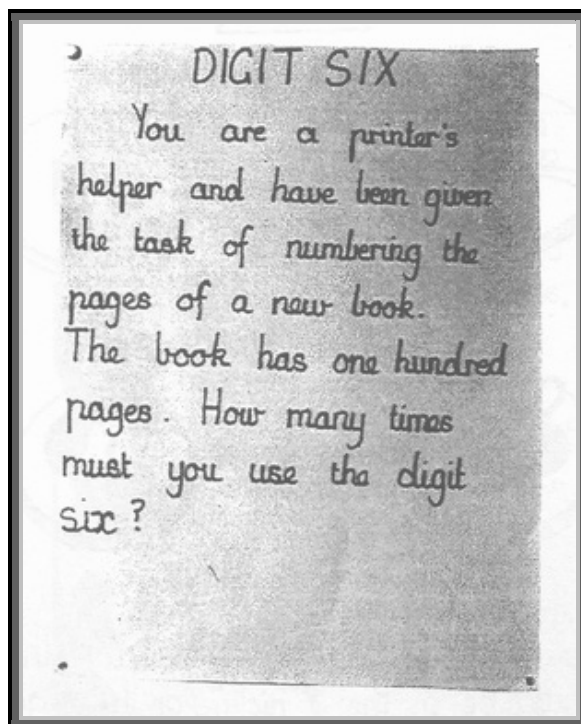 DIGIT SIX
You are a printer's
helper and have been given
the task of numbering the
pages of a new book.
The book has one hundred
pages. How many times
must you use the digit
six?